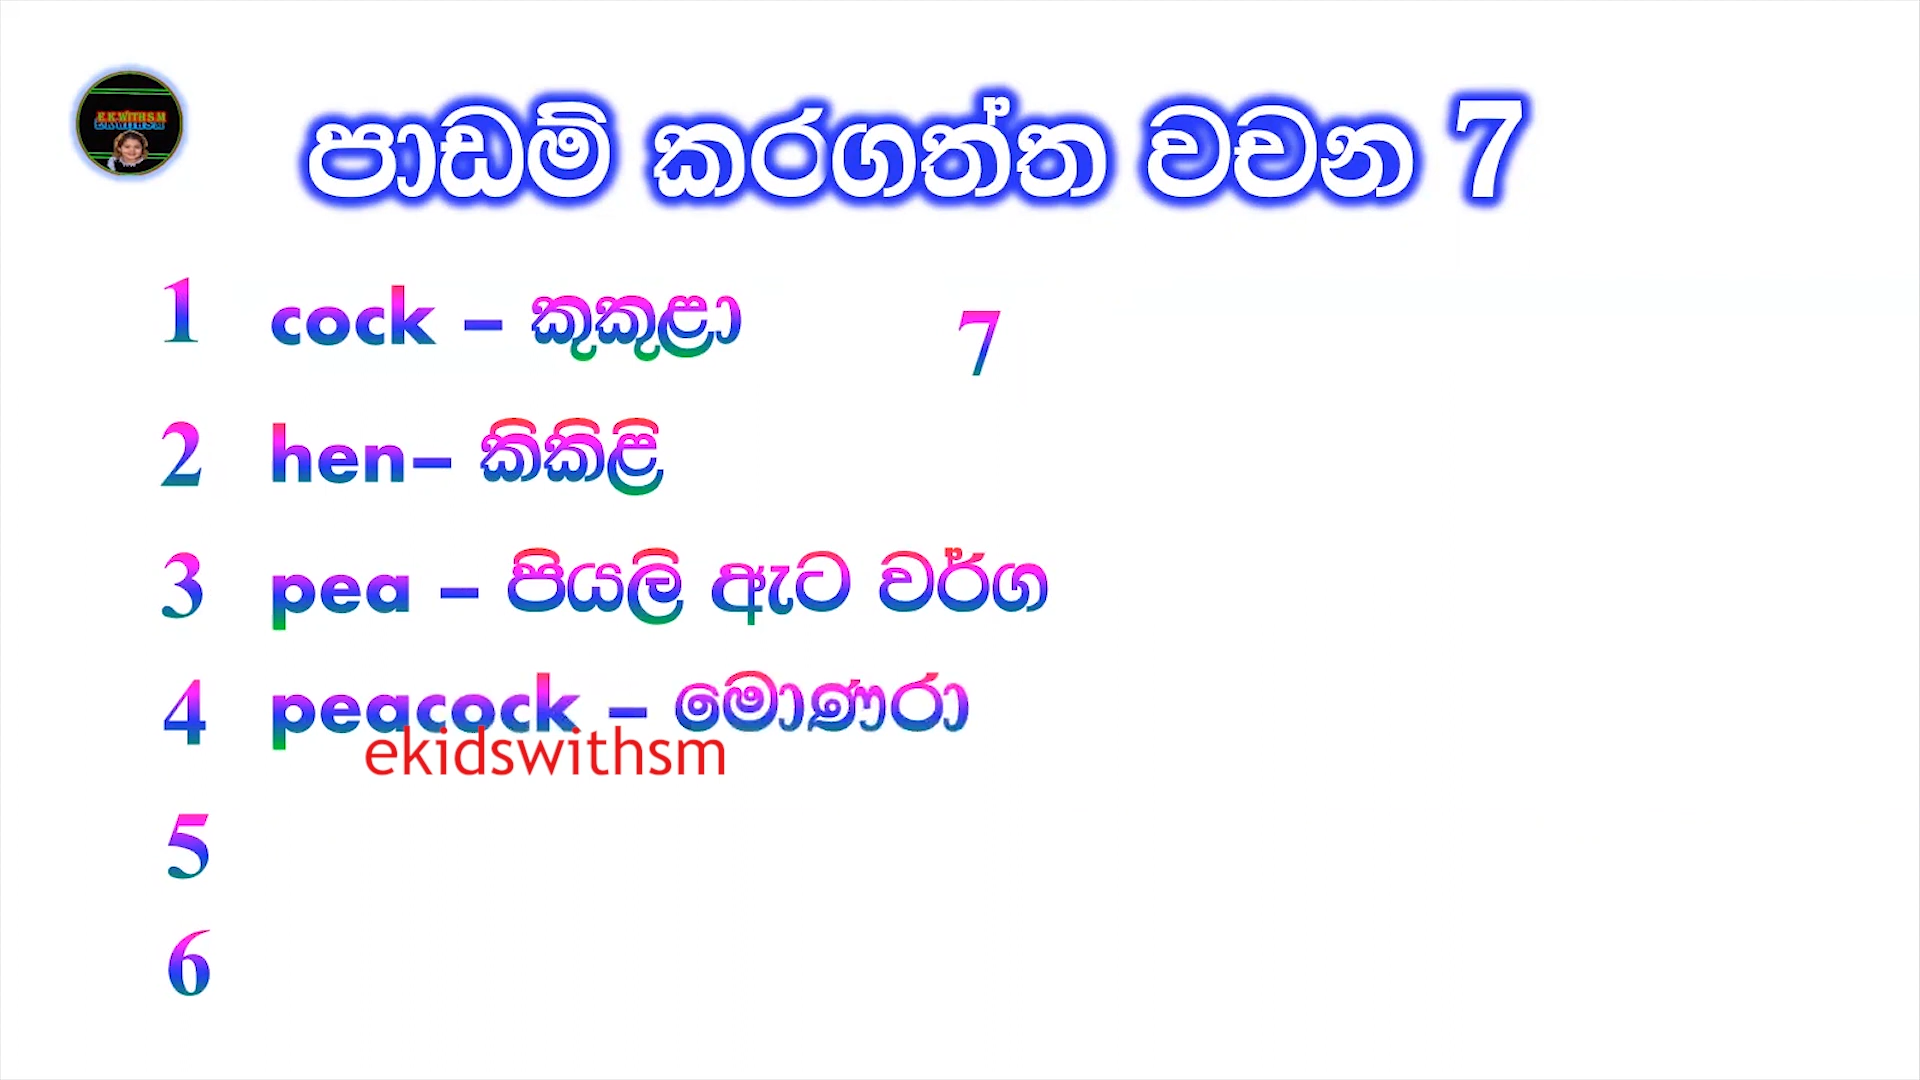 E.K.WITH S.M
පාඩම් කරගත්ත වචන 7
1 cock – කුකුළා
7
2 hen– කිකිළි
3 pea – පියලි ඇට වර්ග
4 peacock – මොණරා
ekidswithsm
5
6